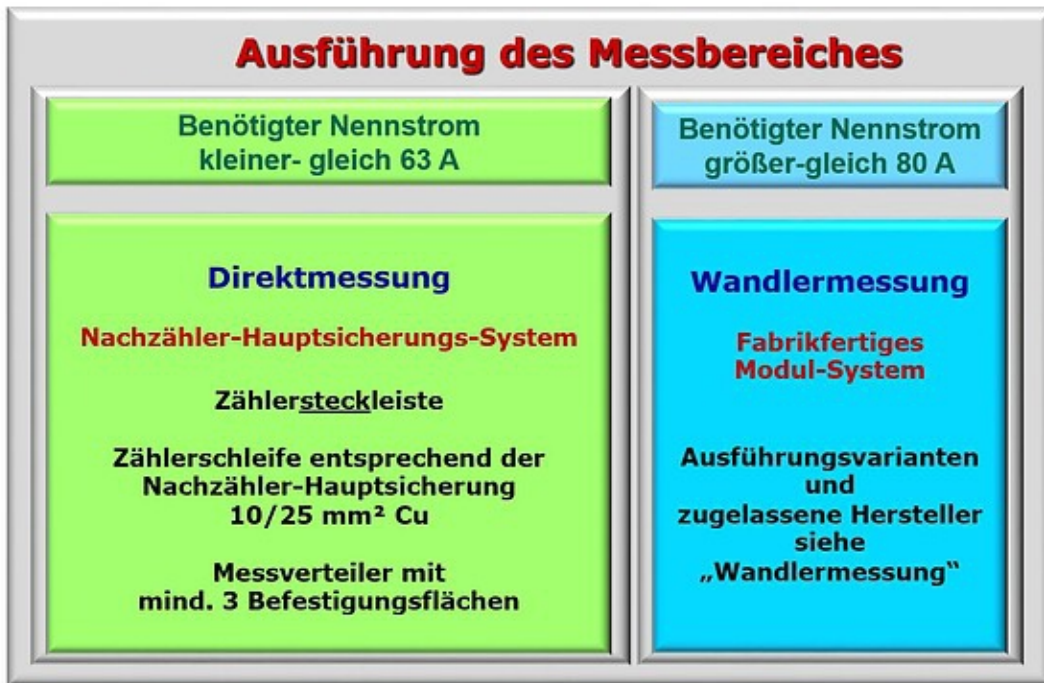 Ausführung des Messbereiches
Benötigter Nennstrom
kleiner- gleich 63 A
Direktmessung
Nachzähler-Hauptsicherungs-System
Zählersteckleiste
Zählerschleife entsprechend der
Nachzähler-Hauptsicherung
10/25 mm² Cu
Messverteiler mit
mind. 3 Befestigungsflächen
Benötigter Nennstrom
größer-gleich 80 A
Wandlermessung
Fabrikfertiges
Modul-System
Ausführungsvarianten
und
zugelassene Hersteller
siehe
„Wandlermessung“